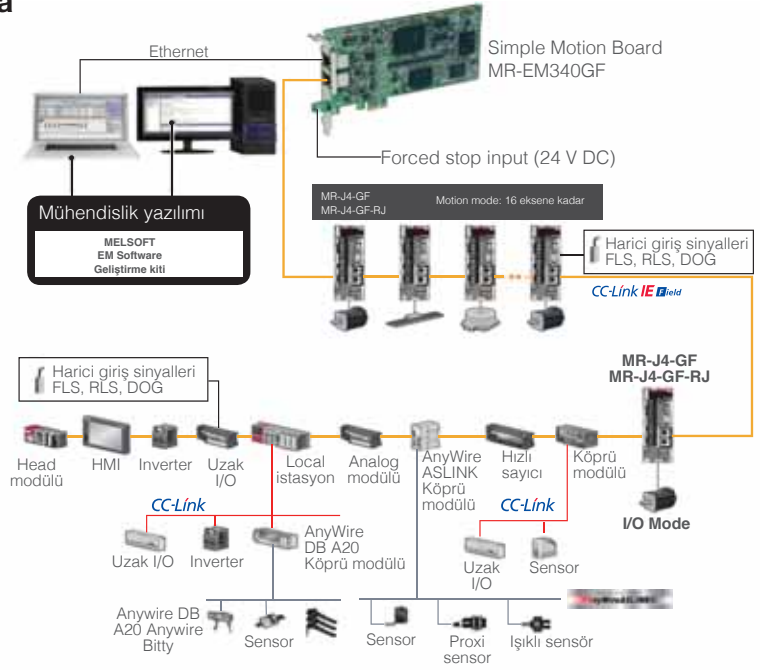 a
Ethernet
Simple Motion Board
MR-EM340GF
Forced stop input (24 V DC)
Mühendislik yazılımı
MELSOFT
EM Software
Geliştirme kiti
MR-J4-GF
MR-J4-GF-RJ
Motion mode: 16 eksene kadar
Harici giriş sinyalleri
FLS, RLS, DOĞ
CC-Link IE Field
Harici giriş sinyalleri
FLS, RLS, DOĞ
MR-J4-GF
MR-J4-GF-RJ
Head
modülü
HMI
Inverter
Uzak
I/O
Local
istasyon
Analog
modülü
AnyWire
ASLINK
Köprü
modülü
Hızlı
sayıcı
Köprü
modülü
I/O Mode
CC-Link
CC-Link
Uzak I/O
Inverter
AnyWire
DB A20
Köprü modülü
Uzak
I/O
Sensor
Anywire DB
A20 Anywire
Bitty
Sensor
Sensor
Proxi
sensor
Işıklı sensör